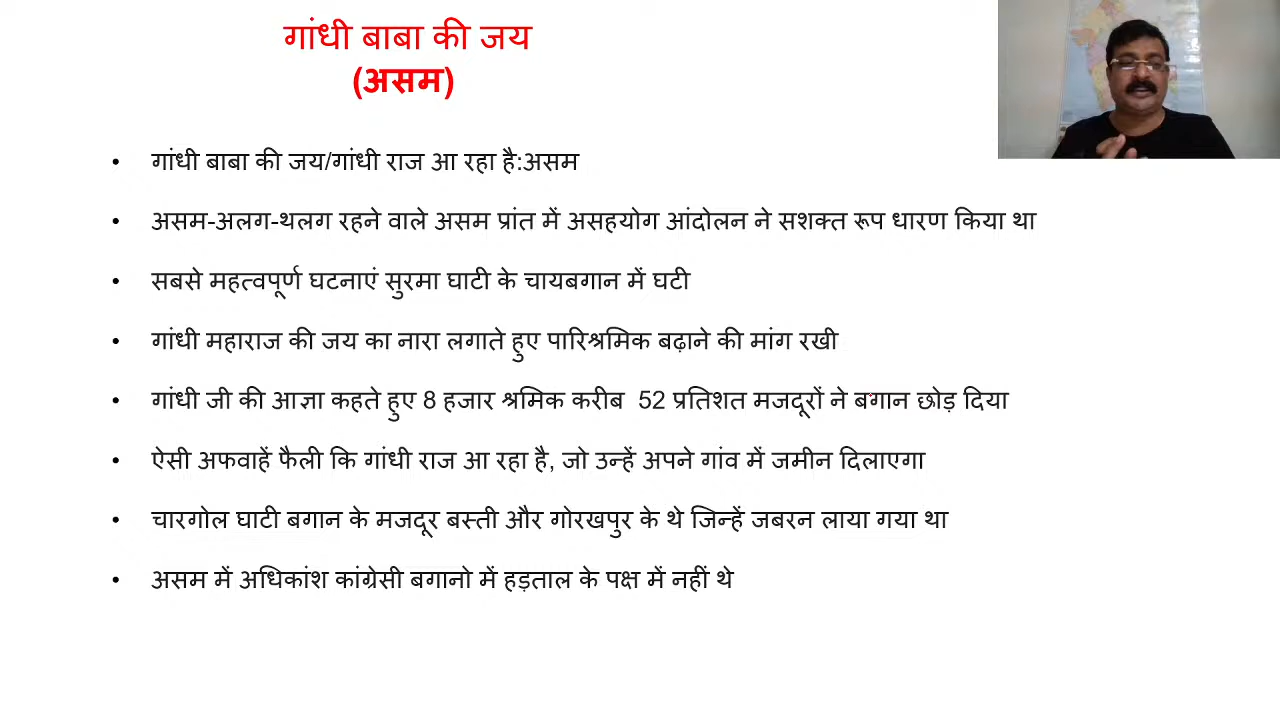 गांधी बाबा की जय
(असम)
• गांधी बाबा की जय/गांधी राज आ रहा है:असम
• असम-अलग-थलग रहने वाले असम प्रांत में असहयोग आंदोलन ने सशक्त रूप धारण किया था
• सबसे महत्वपूर्ण घटनाएं सुरमा घाटी के चायबगान में घटी
• गांधी महाराज की जय का नारा लगाते हुए पारिश्रमिक बढ़ाने की मांग रखी
• गांधी जी की आज्ञा कहते हुए 8 हजार श्रमिक करीब 52 प्रतिशत मजदूरों ने बगान छोड़ दिया
• ऐसी अफवाहें फैली कि गांधी राज आ रहा है, जो उन्हें अपने गांव में जमीन दिलाएगा
• चारगोल घाटी बगान के मजदूर बस्ती और गोरखपुर के थे जिन्हें जबरन लाया गया था
• असम में अधिकांश कांग्रेसी बगानो में हड़ताल के पक्ष में नहीं थे